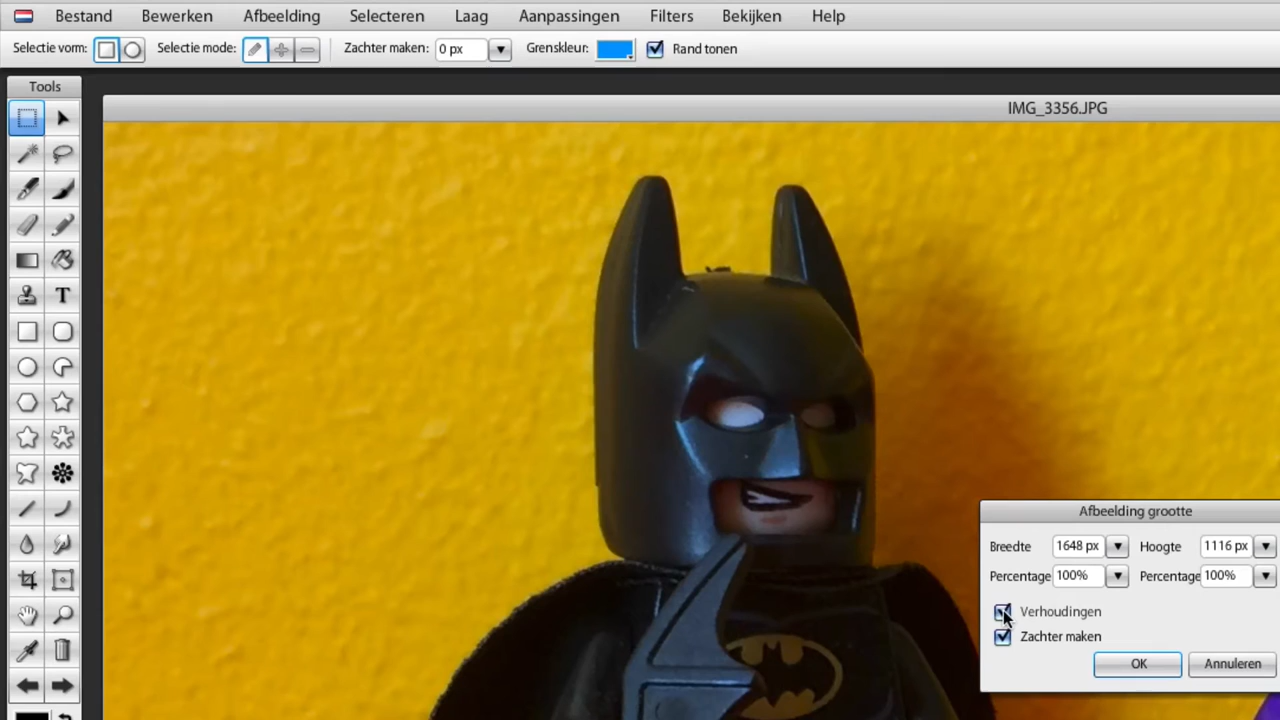 Bestand Bewerken Afbeelding Selecteren Laag Aanpassingen Filters Bekijken Help
Selectie vorm: Selectie mode: Zachter maken: 0 px Grenskleur: Rand tonen
Tools
IMG_3356.JPG
T
Afbeelding grootte
Breedte 1648 px Hoogte 1116 px
Percentage 100% Percentage 100%
Verhoudingen
Zachter maken
OK Annuleren